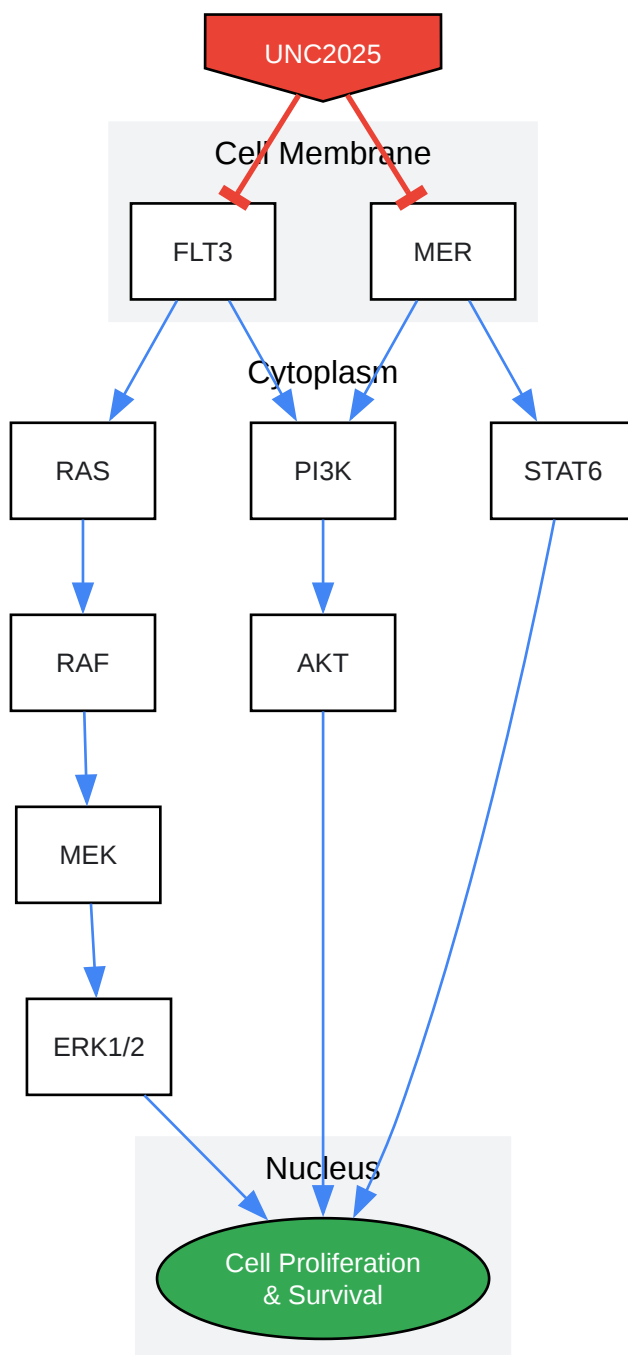 UNC2025
Cell Membrane
FLT3
MER
Cytoplasm
RAS
PI3K
STAT6
RAF
AKT
MEK
ERK1/2
Nucleus
Cell Proliferation
& Survival